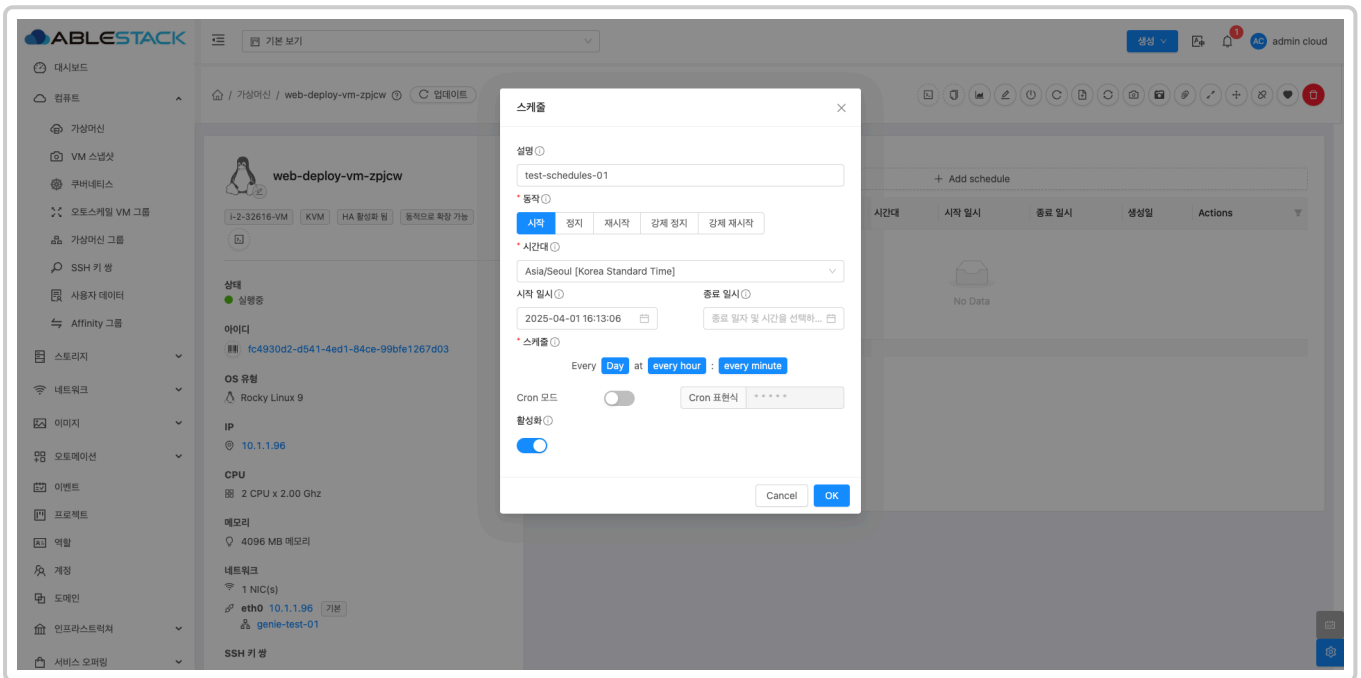 ABLESTACK
기본 보기
생성
1
AC admin cloud
대시보드
컴퓨트
가상머신
VM 스냅샷
쿠버네티스
오토스케일 VM 그룹
가상머신 그룹
SSH 키 쌍
사용자 데이터
Affinity 그룹
스토리지
네트워크
이미지
오토메이션
이벤트
프로젝트
역할
계정
도메인
인프라스트럭쳐
서비스 오퍼링
/ 가상머신 / web-deploy-vm-zpjcw 업데이트
web-deploy-vm-zpjcw
i-2-32616-VM KVM HA 활성화 됨 동적으로 확장 가능
상태
실행중
아이디
fc4930d2-d541-4ed1-84ce-99bfe1267d03
OS 유형
Rocky Linux 9
IP
10.1.1.96
CPU
2 CPU x 2.00 Ghz
메모리
4096 MB 메모리
네트워크
1 NIC(s)
eth0 10.1.1.96 기본
genie-test-01
SSH 키 쌍
스케줄
설명
test-schedules-01
* 동작
시작 정지 재시작 강제 정지 강제 재시작
* 시간대
Asia/Seoul [Korea Standard Time]
시작 일시 종료 일시
2025-04-01 16:13:06 종료 일자 및 시간을 선택하...
* 스케줄
Every Day at every hour : every minute
Cron 모드 Cron 표현식 * * * * *
활성화
Cancel OK
+ Add schedule
시간대 시작 일시 종료 일시 생성일 Actions
No Data